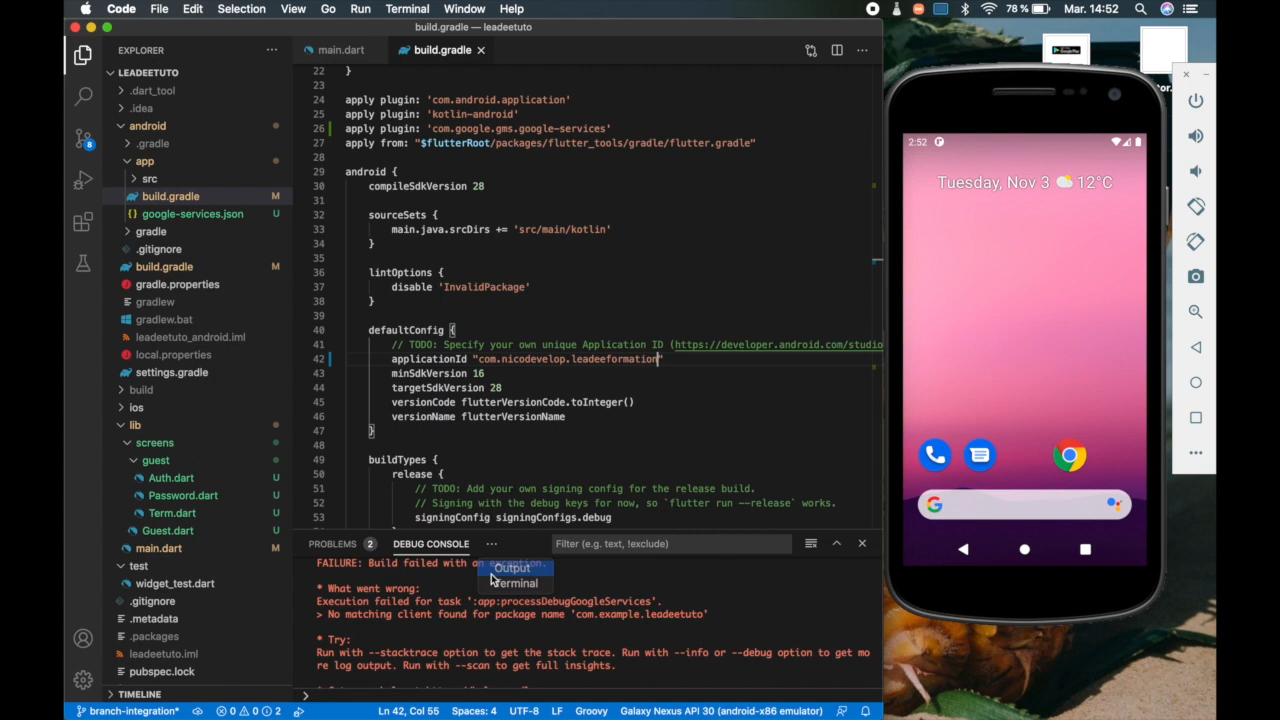 Code File Edit Selection View Go Run Terminal Window Help 78 % Mar. 14:52
build.gradle — leadeetuto
EXPLORER
LEADEETUTO
.dart_tool
.idea
android
.gradle
app
src
build.gradle M
google-services.json U
gradle
.gitignore
build.gradle M
gradle.properties
gradlew
gradlew.bat
leadeetuto_android.iml
local.properties
settings.gradle
build
ios
lib
screens
guest
Auth.dart U
Password.dart U
Term.dart U
Guest.dart U
main.dart M
test
widget_test.dart
.gitignore
.metadata
.packages
leadeetuto.iml
pubspec.lock
TIMELINE
8
main.dart build.gradle
22 }
23
24 apply plugin: 'com.android.application'
25 apply plugin: 'kotlin-android'
26 apply plugin: 'com.google.gms.google-services'
27 apply from: "$flutterRoot/packages/flutter_tools/gradle/flutter.gradle"
28
29 android {
30 compileSdkVersion 28
31
32 sourceSets {
33 main.java.srcDirs += 'src/main/kotlin'
34 }
35
36 lintOptions {
37 disable 'InvalidPackage'
38 }
39
40 defaultConfig {
41 // TODO: Specify your own unique Application ID (https://developer.android.com/studio
42 applicationId "com.nicodevelop.leadeeformation"
43 minSdkVersion 16
44 targetSdkVersion 28
45 versionCode flutterVersionCode.toInteger()
46 versionName flutterVersionName
47 }
48
49 buildTypes {
50 release {
51 // TODO: Add your own signing config for the release build.
52 // Signing with the debug keys for now, so `flutter run --release` works.
53 signingConfig signingConfigs.debug
PROBLEMS 2 DEBUG CONSOLE Filter (e.g. text, !exclude)
Output
Terminal
FAILURE: Build failed with an exception.
* What went wrong:
Execution failed for task ':app:processDebugGoogleServices'.
> No matching client found for package name 'com.example.leadeetuto'
* Try:
Run with --stacktrace option to get the stack trace. Run with --info or --debug option to get mo
re log output. Run with --scan to get full insights.
branch-integration* 0 0 2 Ln 42, Col 55 Spaces: 4 UTF-8 LF Groovy Galaxy Nexus API 30 (android-x86 emulator)
2:52
Tuesday, Nov 3 12°C